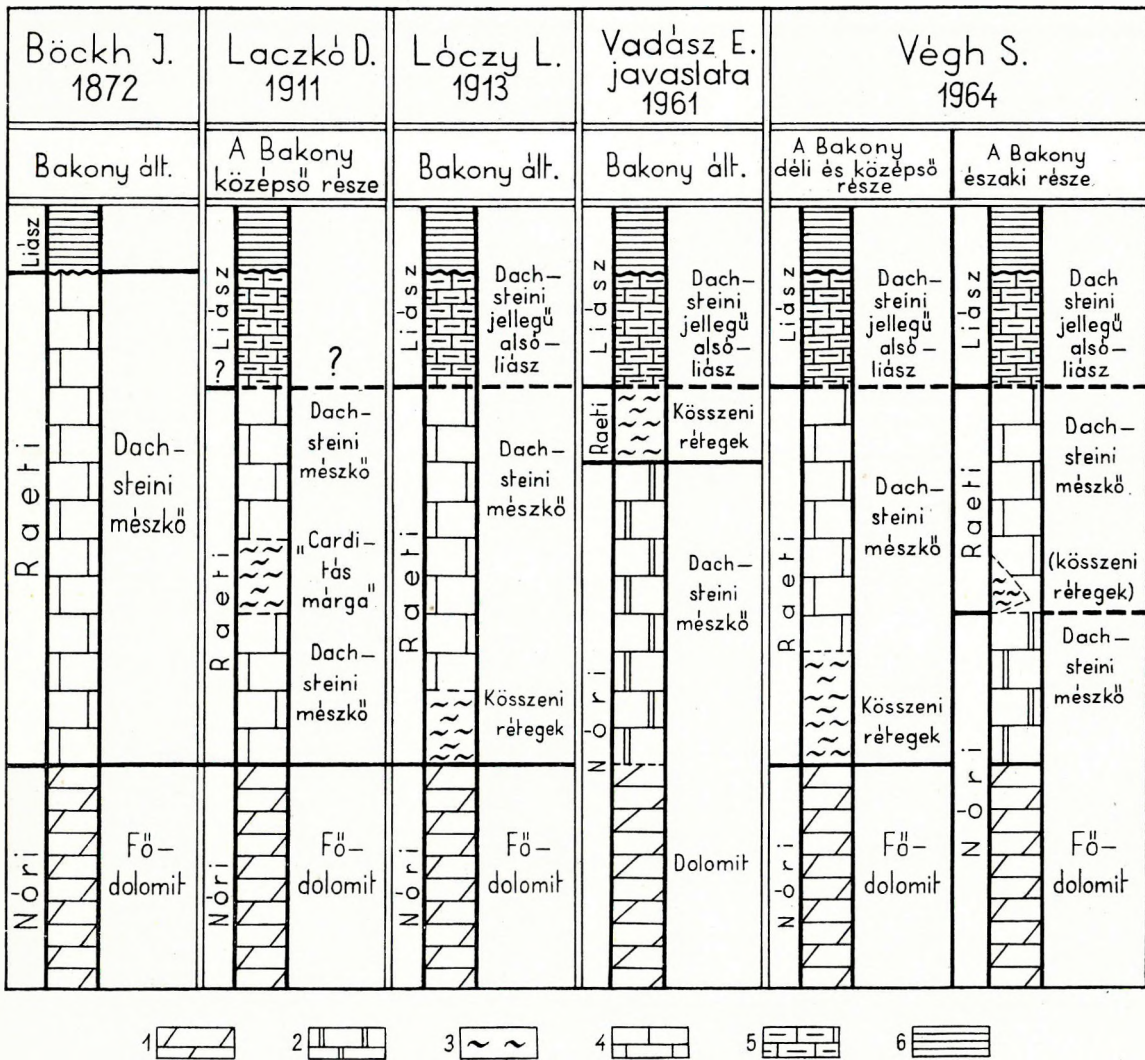 Böckh J.
1872
Laczkó D.
1911
Lóczy L.
1913
Vadász E.
javaslata
1961
Végh S.
1964
Bakony ált.
A Bakony
középső része
Bakony ált.
Bakony ált.
A Bakony
déli és középső
része
A Bakony
északi része
Liász
Raeti
Nóri
Dach-
steini
mészkő
Fő-
dolomit
? Liász
Raeti
Nóri
?
Dach-
steini
mészkő
"Cardi-
tás
márga"
Dach-
steini
mészkő
Fő-
dolomit
Liász
Raeti
Nóri
Dach-
steini
jellegű
alsó-
liász
Dach-
steini
mészkő
Kösszeni
rétegek
Fő-
dolomit
Liász
Raeti
Nóri
Dach-
steini
jellegű
alsó-
liász
Kösszeni
rétegek
Dach-
steini
mészkő
Dolomit
Liász
Raeti
Nóri
Dach-
steini
jellegű
alsó-
liász
Dach-
steini
mészkő
Kösszeni
rétegek
Fő-
dolomit
Liász
Raeti
Nóri
Dach
steini
jellegű
alsó-
liász
Dach-
steini
mészkő
(kösszeni
rétegek)
Dach-
steini
mészkő
Fő-
dolomit
1 2 3 4 5 6